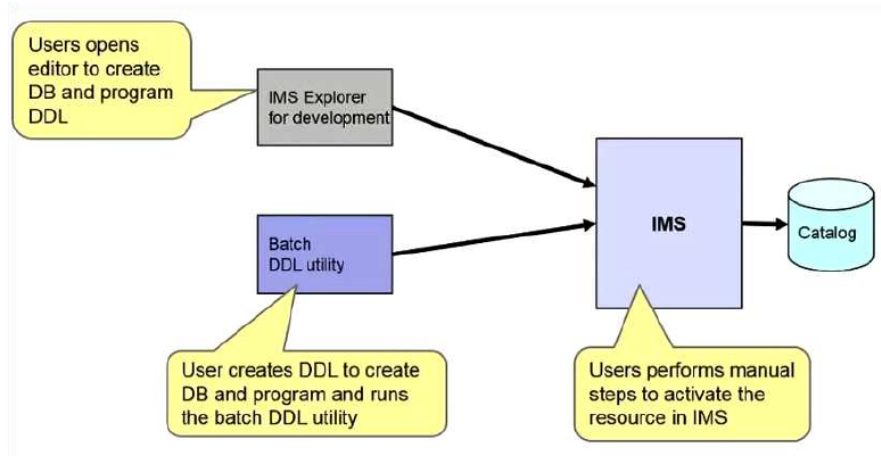 Users opens
editor to create
DB and program
DDL
IMS Explorer
for development
Batch
DDL utility
IMS
Catalog
User creates DDL to create
DB and program and runs
the batch DDL utility
Users performs manual
steps to activate the
resource in IMS